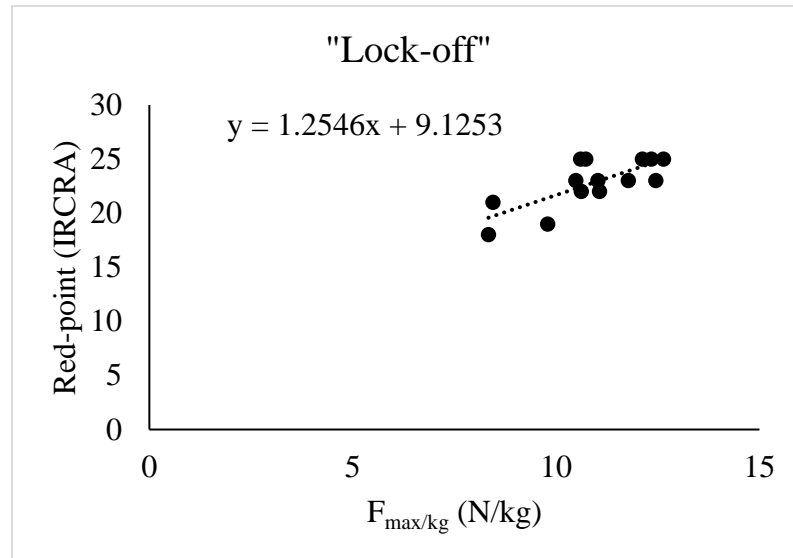 "Lock-off"
y = 1.2546x + 9.1253
30
25
20
15
10
5
0
Red-point (IRCRA)
0 5 10 15
Fmax/kg (N/kg)